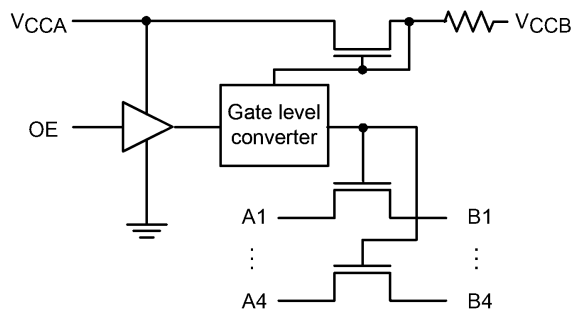 VCCA VCCB
OE
Gate level
converter
A1 B1
⋮ ⋮
A4 B4